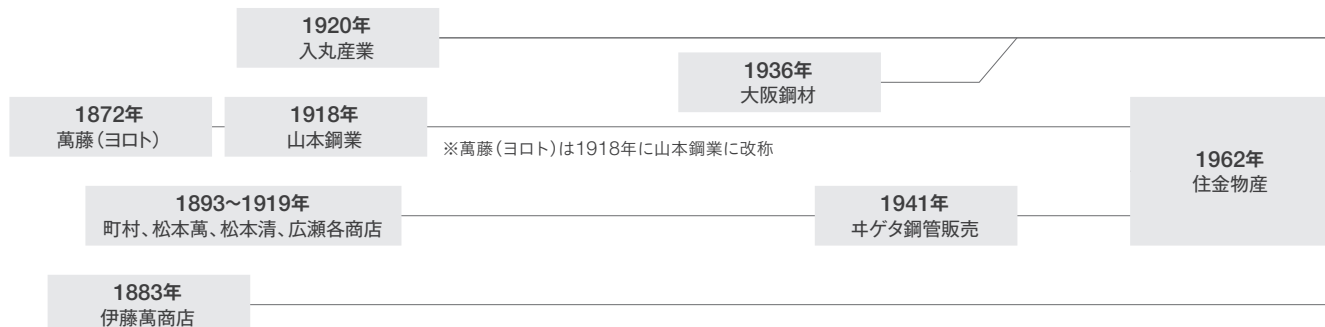 1920年
入丸産業
1936年
大阪鋼材
1872年
萬藤（ヨロト）
1918年
山本鋼業
※萬藤（ヨロト）は1918年に山本鋼業に改称
1962年
住金物産
1893〜1919年
町村、松本萬、松本清、広瀬各商店
1941年
ヰゲタ鋼管販売
1883年
伊藤萬商店